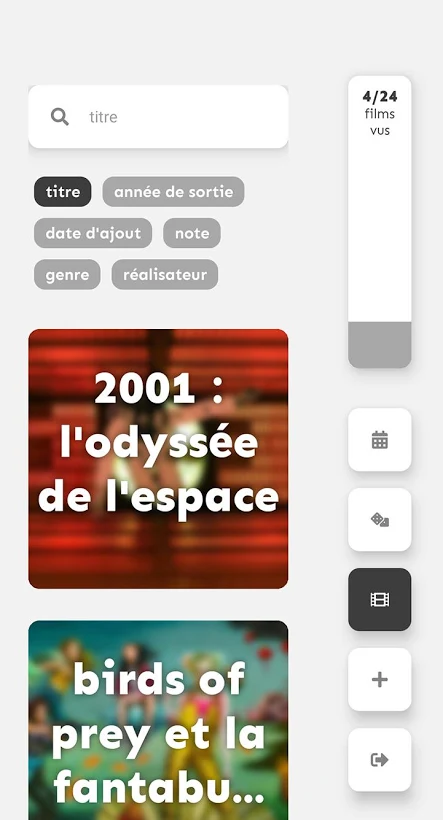 titre
titre
année de sortie
date d'ajout
note
genre
réalisateur
2001 :
l'odyssée
de l'espace
birds of
prey et la
fantabu...
4/24
films
vus